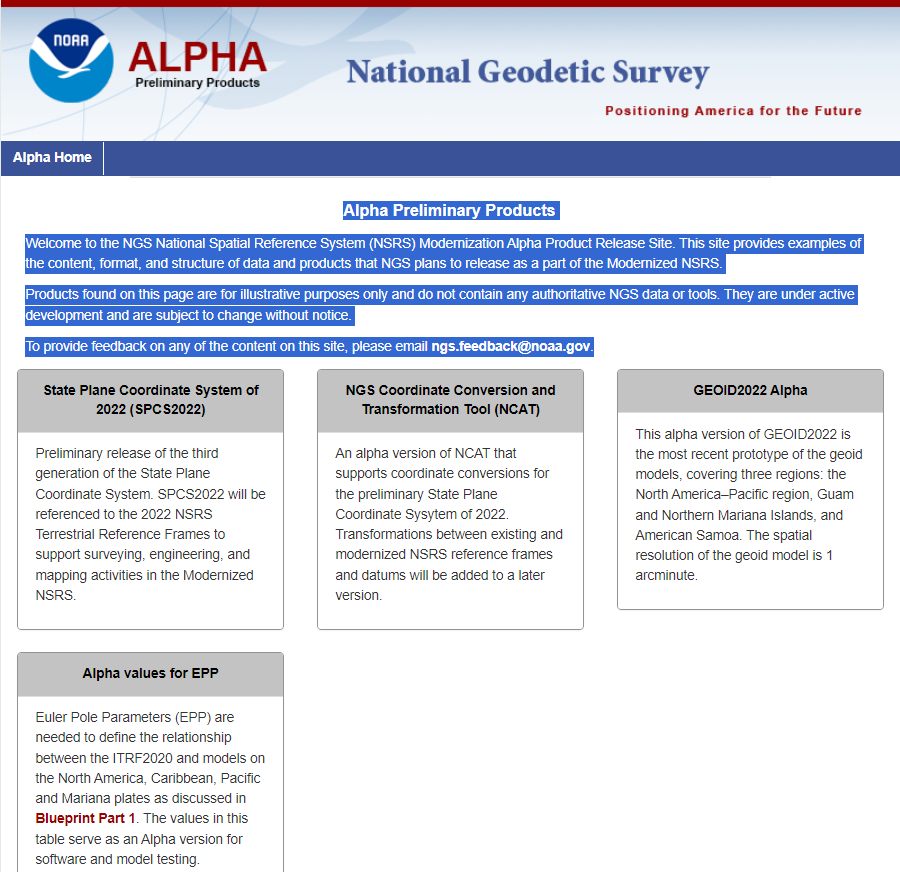 NOAA
ALPHA
Preliminary Products
National Geodetic Survey
Positioning America for the Future
Alpha Home
Alpha Preliminary Products
Welcome to the NGS National Spatial Reference System (NSRS) Modernization Alpha Product Release Site. This site provides examples of
the content, format, and structure of data and products that NGS plans to release as a part of the Modernized NSRS.
Products found on this page are for illustrative purposes only and do not contain any authoritative NGS data or tools. They are under active
development and are subject to change without notice.
To provide feedback on any of the content on this site, please email ngs.feedback@noaa.gov.
State Plane Coordinate System of
2022 (SPCS2022)
Preliminary release of the third
generation of the State Plane
Coordinate System. SPCS2022 will be
referenced to the 2022 NSRS
Terrestrial Reference Frames to
support surveying, engineering, and
mapping activities in the Modernized
NSRS.
NGS Coordinate Conversion and
Transformation Tool (NCAT)
An alpha version of NCAT that
supports coordinate conversions for
the preliminary State Plane
Coordinate Sysytem of 2022.
Transformations between existing and
modernized NSRS reference frames
and datums will be added to a later
version.
GEOID2022 Alpha
This alpha version of GEOID2022 is
the most recent prototype of the geoid
models, covering three regions: the
North America–Pacific region, Guam
and Northern Mariana Islands, and
American Samoa. The spatial
resolution of the geoid model is 1
arcminute.
Alpha values for EPP
Euler Pole Parameters (EPP) are
needed to define the relationship
between the ITRF2020 and models on
the North America, Caribbean, Pacific
and Mariana plates as discussed in
Blueprint Part 1. The values in this
table serve as an Alpha version for
software and model testing.